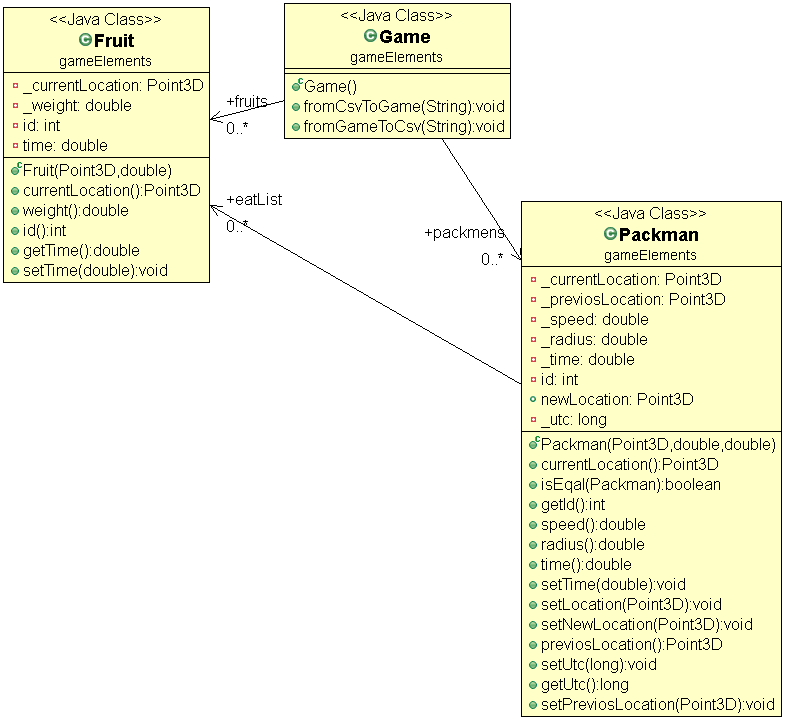 <<Java Class>>
Fruit
gameElements
_currentLocation: Point3D
_weight: double
id: int
time: double
Fruit(Point3D,double)
currentLocation():Point3D
weight():double
id():int
getTime():double
setTime(double):void
<<Java Class>>
Game
gameElements
Game()
fromCsvToGame(String):void
fromGameToCsv(String):void
+fruits
0..*
+eatList
0..*
+packmens
0..*
<<Java Class>>
Packman
gameElements
_currentLocation: Point3D
_previosLocation: Point3D
_speed: double
_radius: double
_time: double
id: int
newLocation: Point3D
_utc: long
Packman(Point3D,double,double)
currentLocation():Point3D
isEqal(Packman):boolean
getId():int
speed():double
radius():double
time():double
setTime(double):void
setLocation(Point3D):void
setNewLocation(Point3D):void
previosLocation():Point3D
setUtc(long):void
getUtc():long
setPreviosLocation(Point3D):void